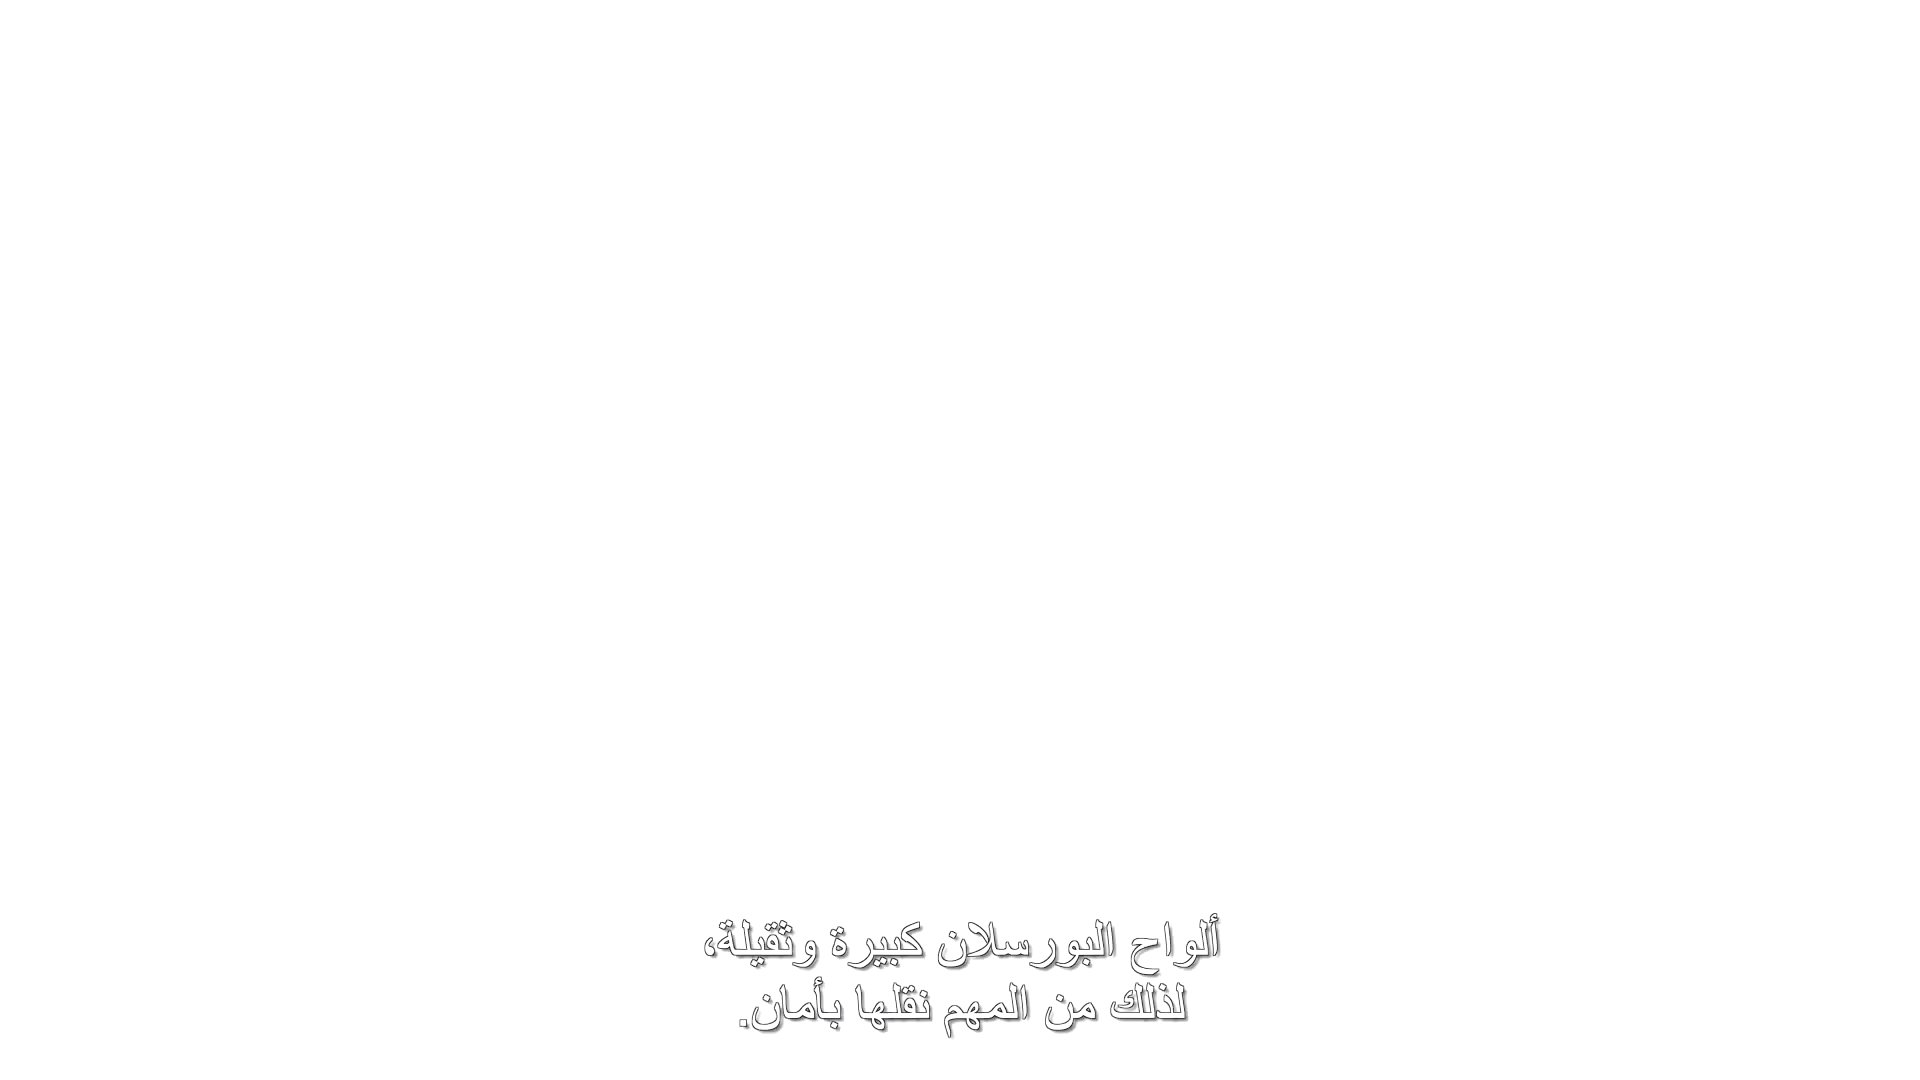 ألواح البورسلان كبيرة وثقيلة،
لذلك من المهم نقلها بأمان.